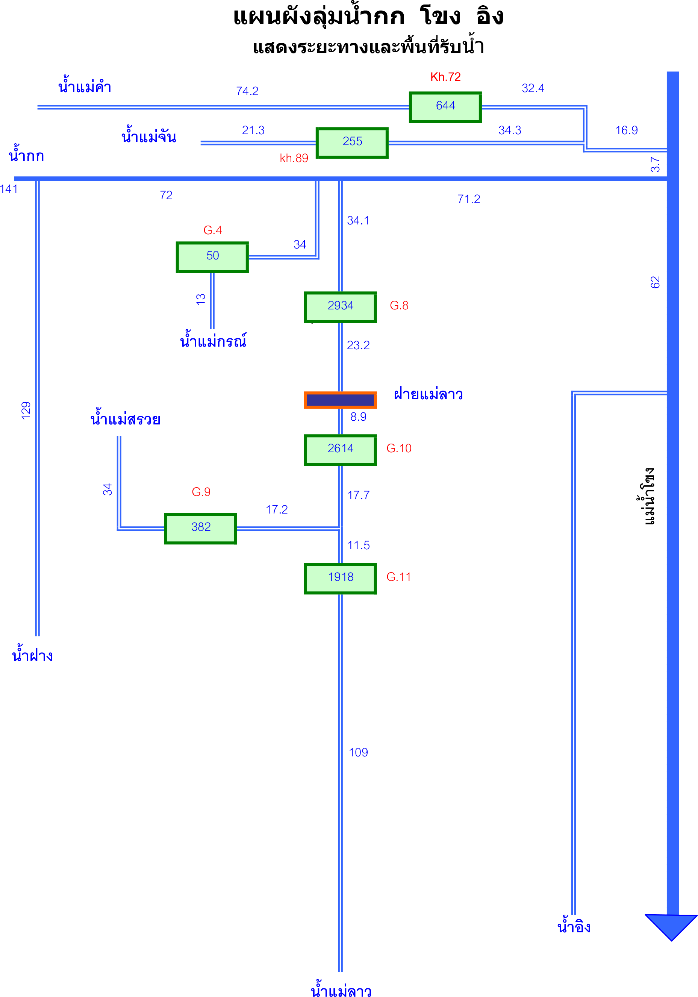 แผนผังลุ่มน้ำกก โขง อิง
แสดงระยะทางและพื้นที่รับน้ำ
น้ำแม่คำ
74.2
Kh.72
644
32.4
น้ำแม่จัน
21.3
255
kh.89
34.3
16.9
น้ำกก
3.7
141
72
71.2
34.1
G.4
50
34
13
น้ำแม่กรณ์
2934
G.8
62
23.2
ฝายแม่ลาว
8.9
129
น้ำแม่สรวย
2614
G.10
34
G.9
382
17.2
17.7
11.5
แม่น้ำโขง
1918
G.11
น้ำฝาง
109
น้ำอิง
น้ำแม่ลาว